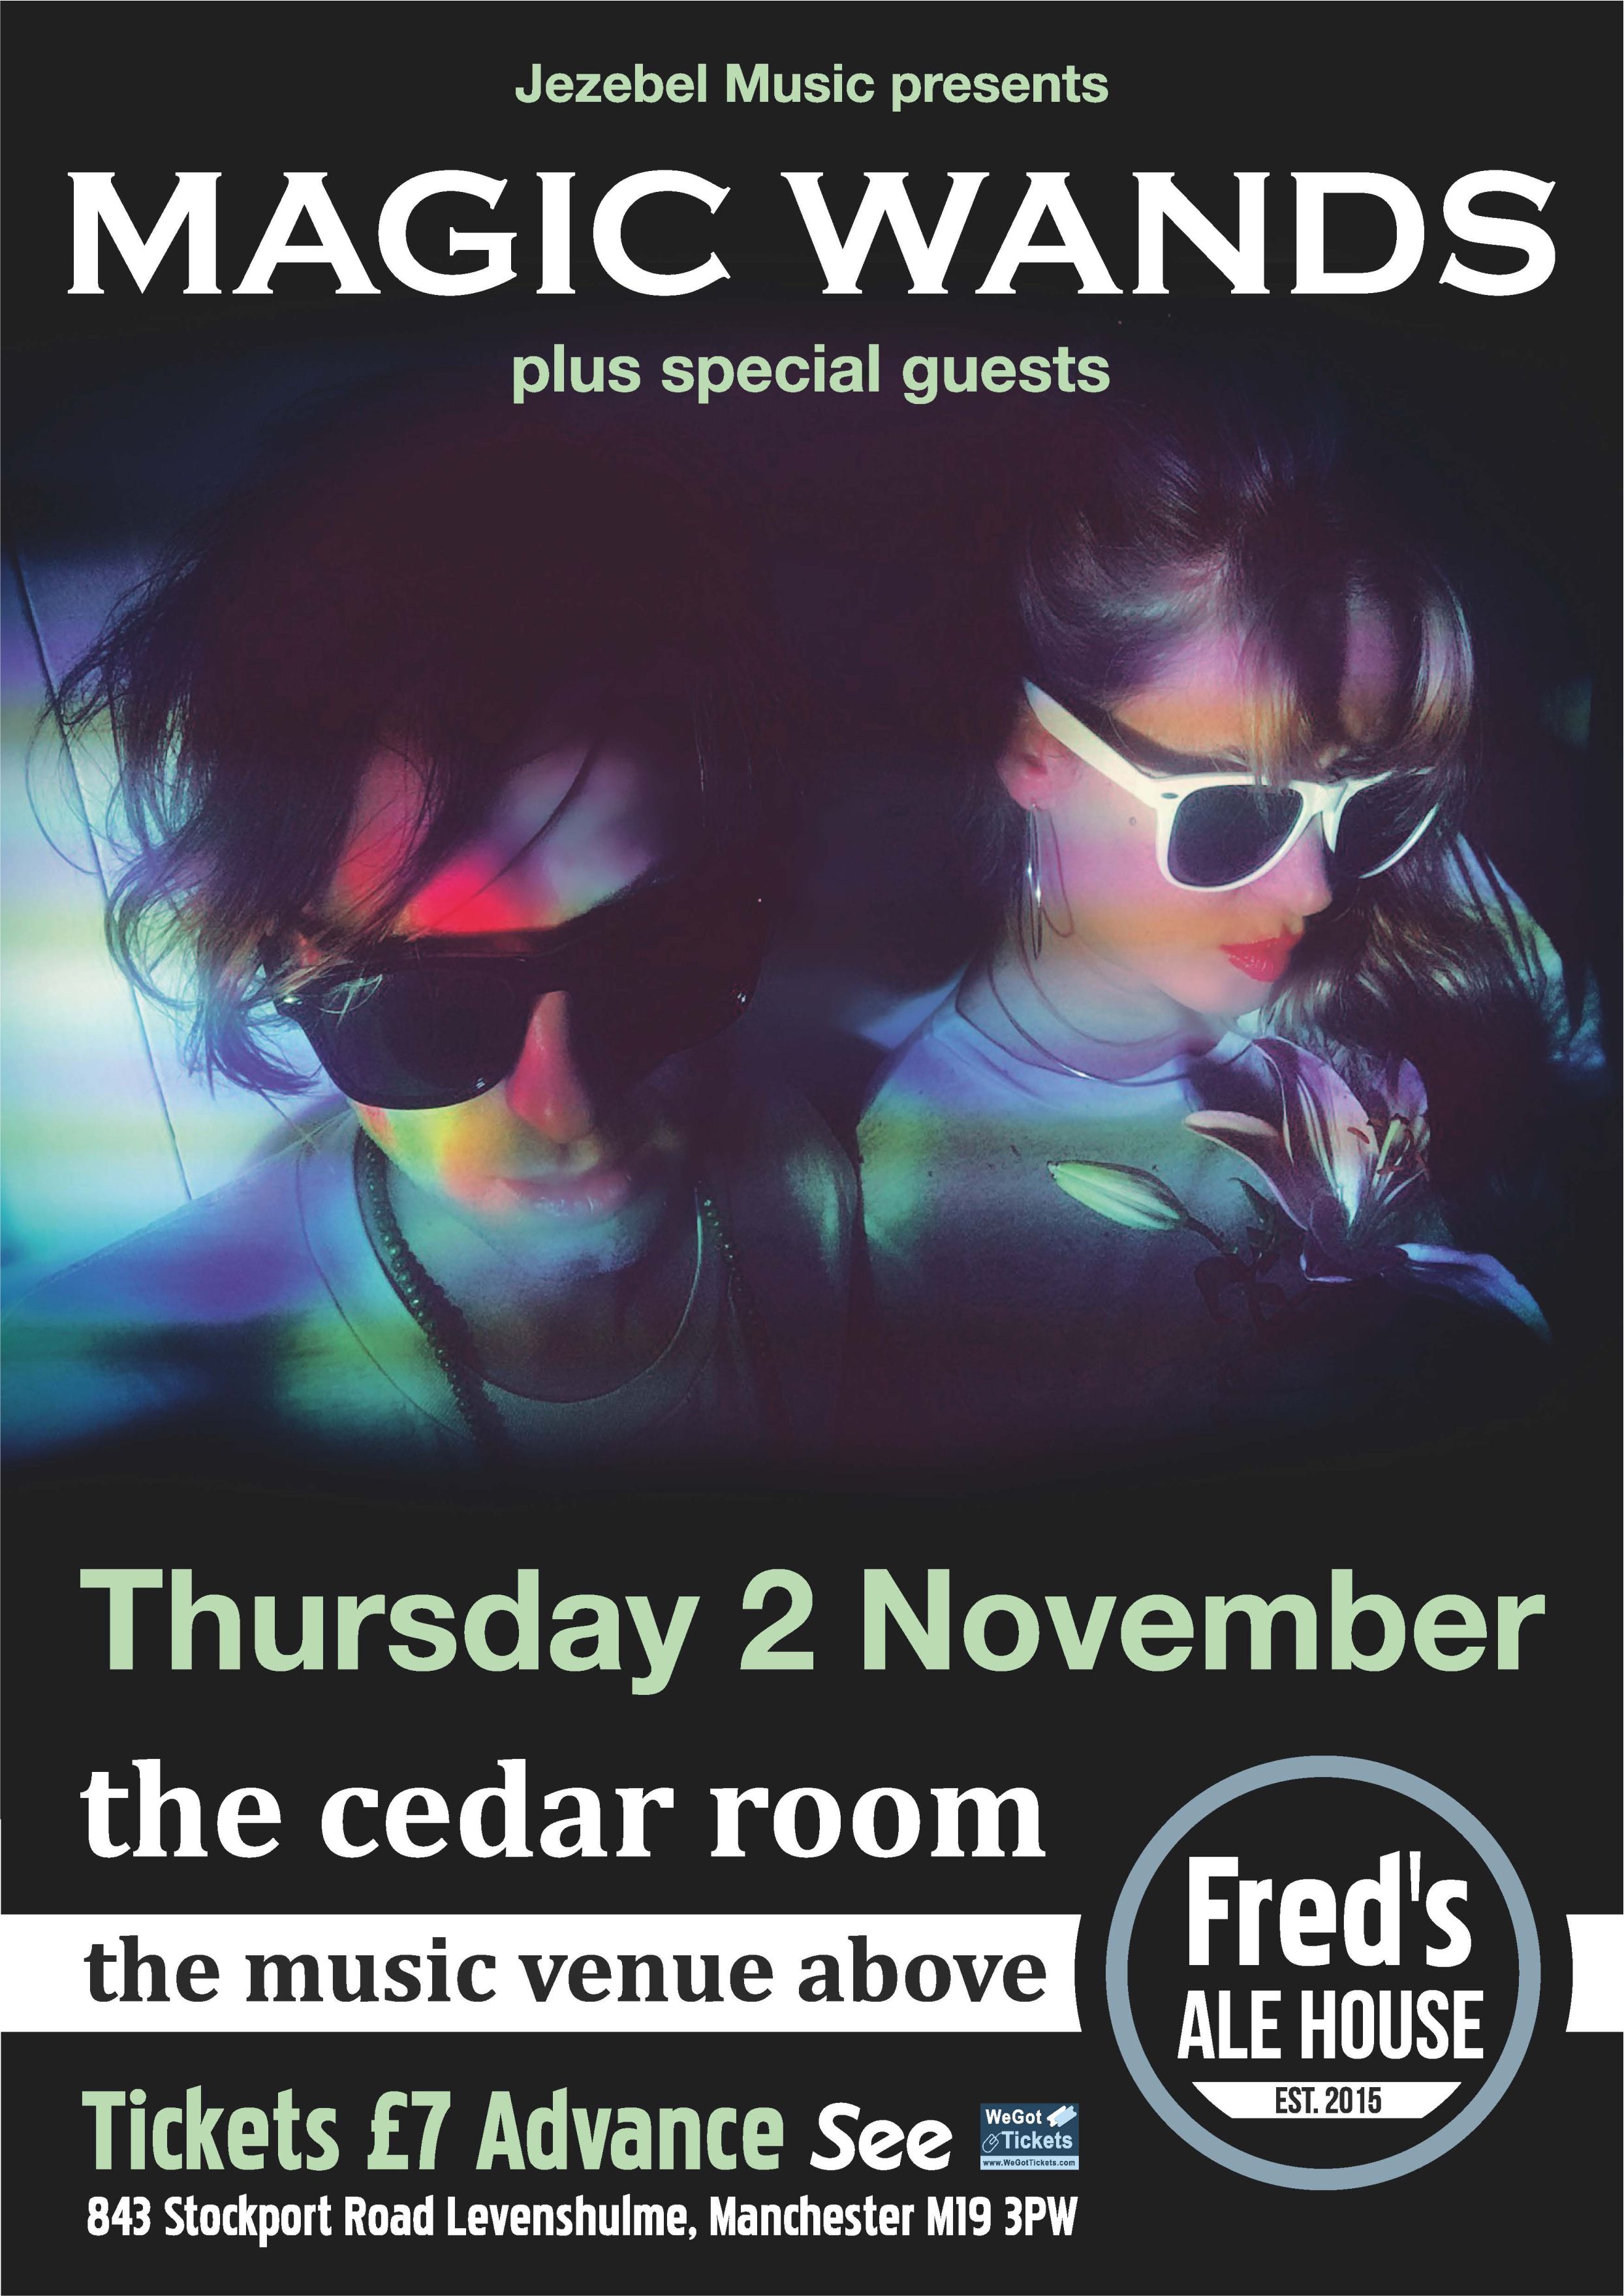 Jezebel Music presents
MAGIC WANDS
plus special guests
Thursday 2 November
the cedar room
the music venue above
Fred's
ALE HOUSE
EST. 2015
Tickets £7 Advance See
WeGot
Tickets
www.WeGotTickets.com
843 Stockport Road Levenshulme, Manchester M19 3PW